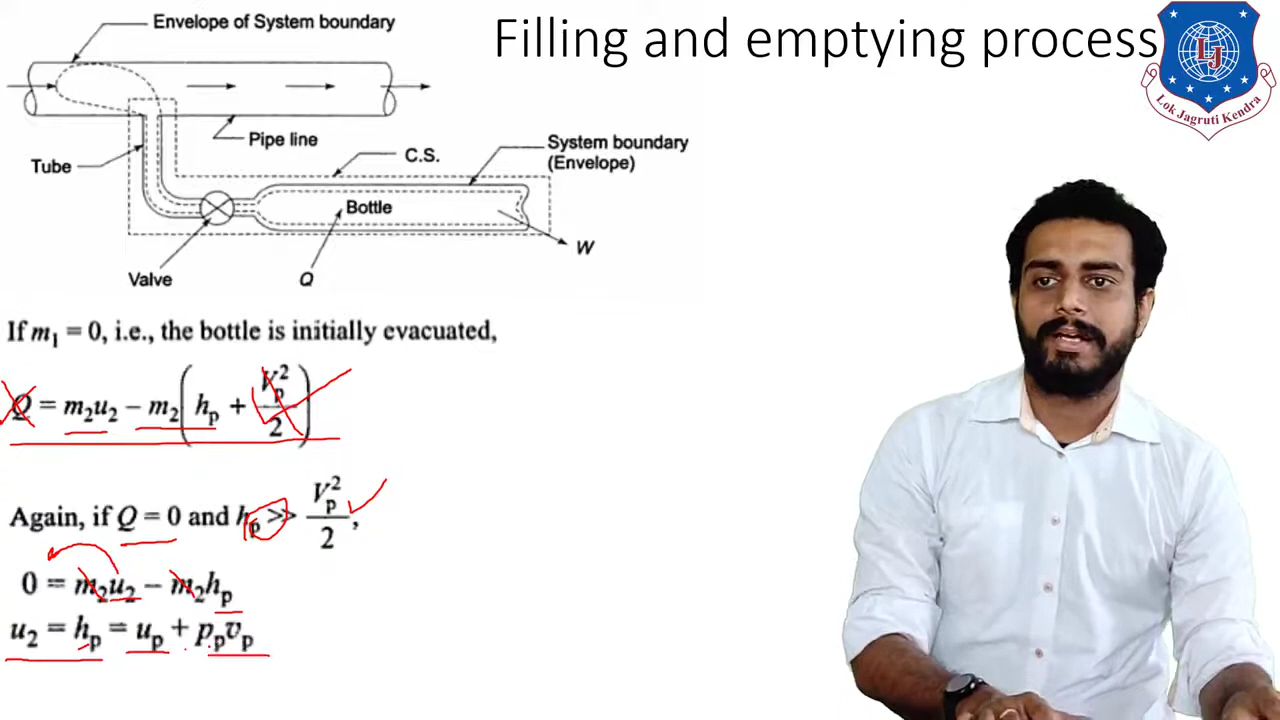 Filling and emptying process
LJ
Lok Jagruti Kendra
Envelope of System boundary
Pipe line
Tube
C.S.
System boundary
(Envelope)
Bottle
W
Valve
Q
If m₁ = 0, i.e., the bottle is initially evacuated,
Q = m₂u₂ − m₂(hₚ + Vₚ²/2)
Again, if Q = 0 and hₚ >> Vₚ²/2,
0 = m₂u₂ − m₂hₚ
u₂ = hₚ = uₚ + pₚvₚ